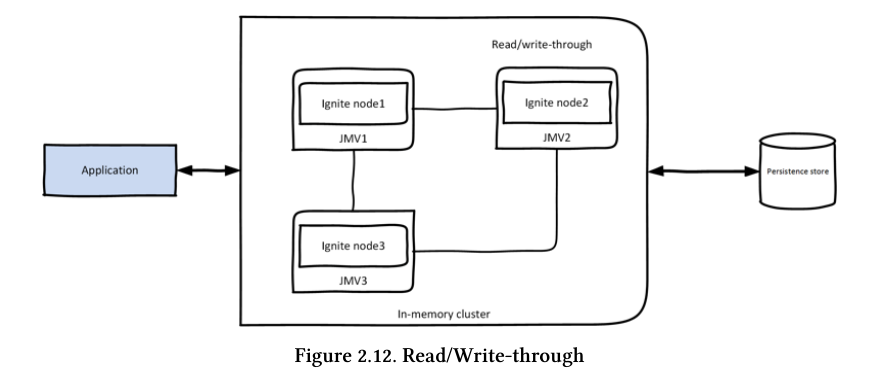 Read/write-through
Ignite node1
Ignite node2
JMV1
JMV2
Application
Persistence store
Ignite node3
JMV3
In-memory cluster
Figure 2.12. Read/Write-through